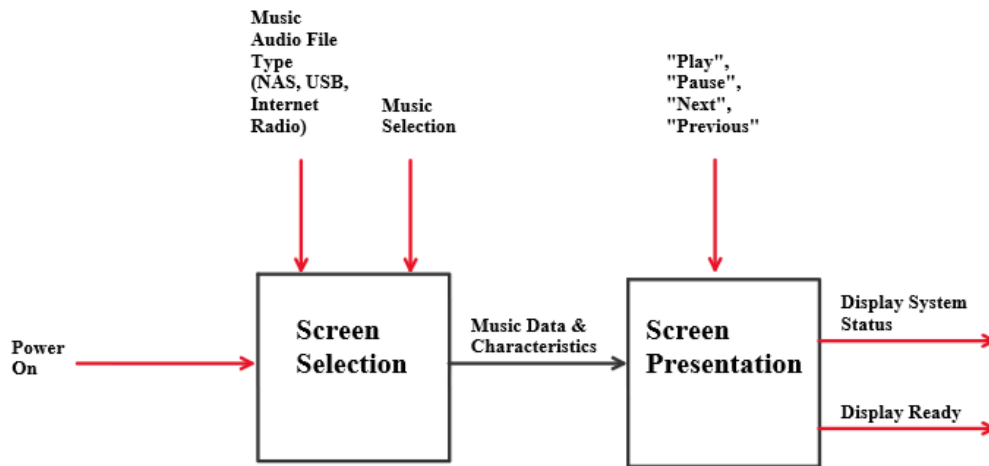 Music
Audio File
Type
(NAS, USB,
Internet
Radio)
Music
Selection
"Play",
"Pause",
"Next",
"Previous"
Power
On
Screen
Selection
Music Data &
Characteristics
Screen
Presentation
Display System
Status
Display Ready